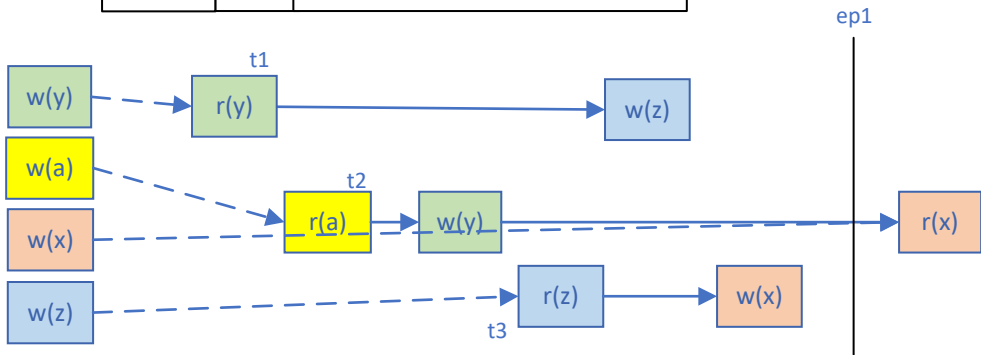 ep1
t1
w(y)
r(y)
w(z)
w(a)
t2
r(a)
w(y)
r(x)
w(x)
r(z)
w(x)
w(z)
t3